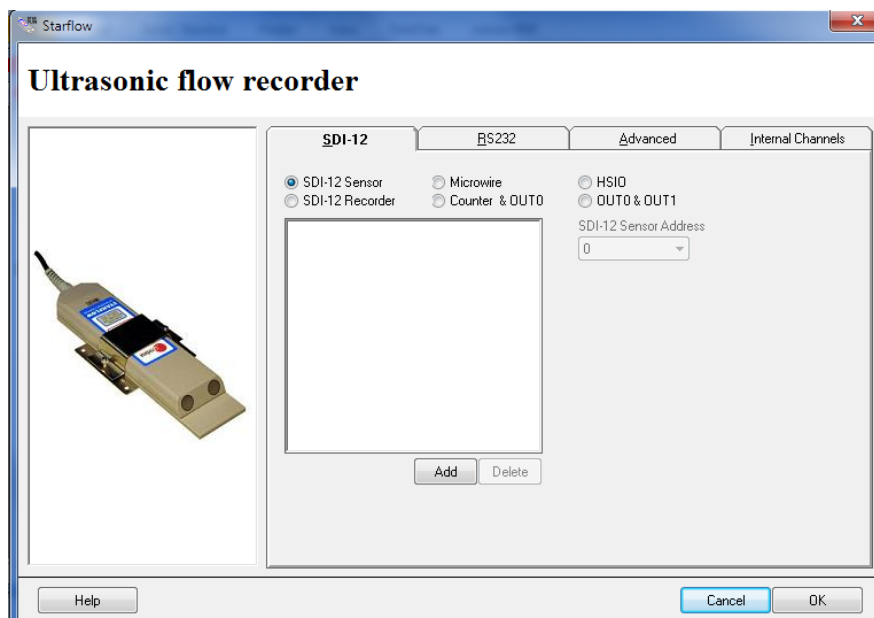 Starflow
Ultrasonic flow recorder
SDI-12 RS232 Advanced Internal Channels
SDI-12 Sensor Microwire HSIO
SDI-12 Recorder Counter & OUT0 OUT0 & OUT1
SDI-12 Sensor Address
0
Add Delete
Help Cancel OK